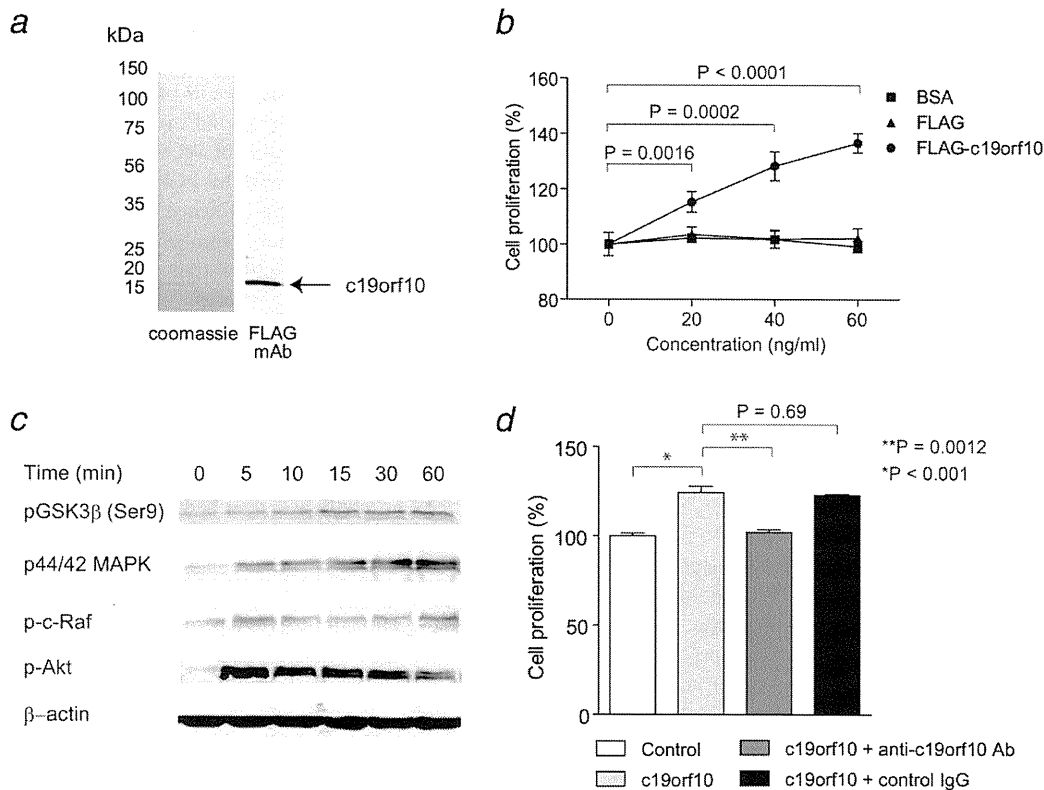 a
kDa
150
100
75
56
35
25
20
15
c19orf10
coomassie
FLAG
mAb
b
160
140
120
100
80
Cell proliferation (%)
P < 0.0001
P = 0.0002
P = 0.0016
0 20 40 60
Concentration (ng/ml)
BSA
FLAG
FLAG-c19orf10
c
Time (min) 0 5 10 15 30 60
pGSK3β (Ser9)
p44/42 MAPK
p-c-Raf
p-Akt
β–actin
d
P = 0.69
**
*
**P = 0.0012
*P < 0.001
150
100
50
0
Cell proliferation (%)
Control
c19orf10
c19orf10 + anti-c19orf10 Ab
c19orf10 + control IgG